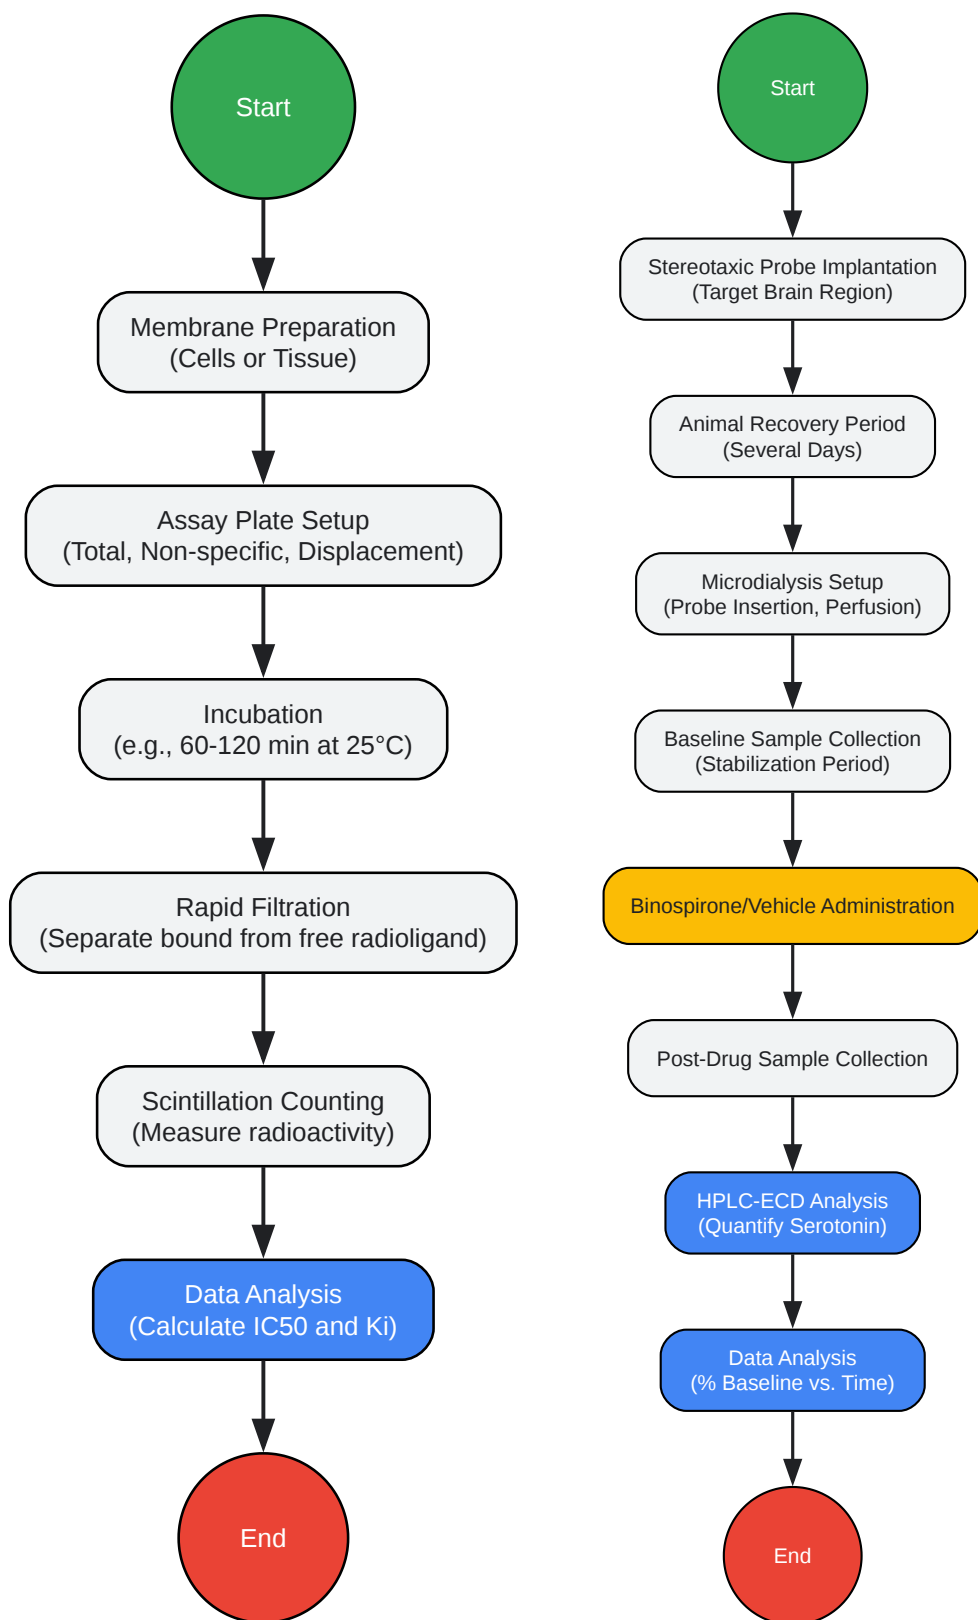 Start
Membrane Preparation
(Cells or Tissue)
Assay Plate Setup
(Total, Non-specific, Displacement)
Incubation
(e.g., 60-120 min at 25°C)
Rapid Filtration
(Separate bound from free radioligand)
Scintillation Counting
(Measure radioactivity)
Data Analysis
(Calculate IC50 and Ki)
End
Start
Stereotaxic Probe Implantation
(Target Brain Region)
Animal Recovery Period
(Several Days)
Microdialysis Setup
(Probe Insertion, Perfusion)
Baseline Sample Collection
(Stabilization Period)
Binospirone/Vehicle Administration
Post-Drug Sample Collection
HPLC-ECD Analysis
(Quantify Serotonin)
Data Analysis
(% Baseline vs. Time)
End